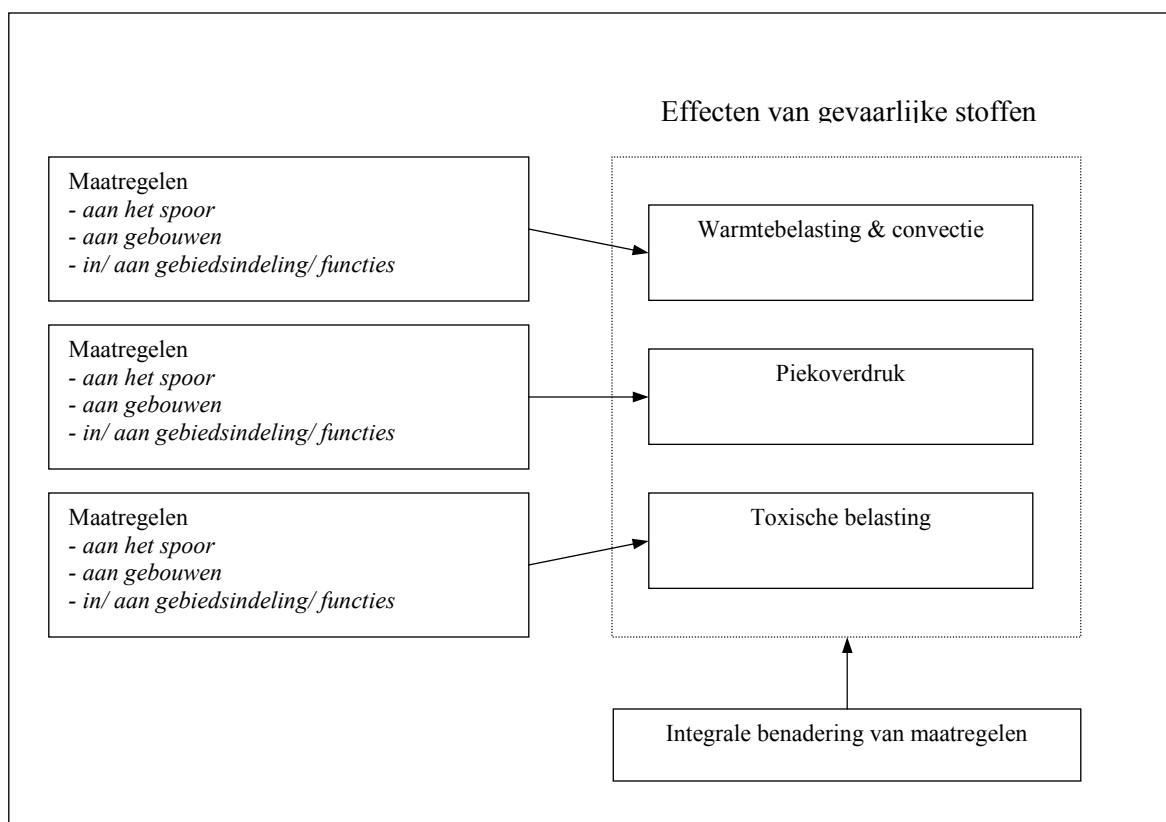 Effecten van gevaarlijke stoffen
Maatregelen
- aan het spoor
- aan gebouwen
- in/ aan gebiedsindeling/ functies
Warmtebelasting & convectie
Maatregelen
- aan het spoor
- aan gebouwen
- in/ aan gebiedsindeling/ functies
Piekoverdruk
Maatregelen
- aan het spoor
- aan gebouwen
- in/ aan gebiedsindeling/ functies
Toxische belasting
Integrale benadering van maatregelen